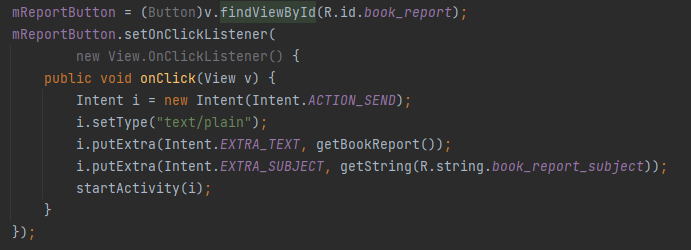 mReportButton = (Button)v.findViewById(R.id.book_report);
mReportButton.setOnClickListener(
        new View.OnClickListener() {
    public void onClick(View v) {
        Intent i = new Intent(Intent.ACTION_SEND);
        i.setType("text/plain");
        i.putExtra(Intent.EXTRA_TEXT, getBookReport());
        i.putExtra(Intent.EXTRA_SUBJECT, getString(R.string.book_report_subject));
        startActivity(i);
    }
});